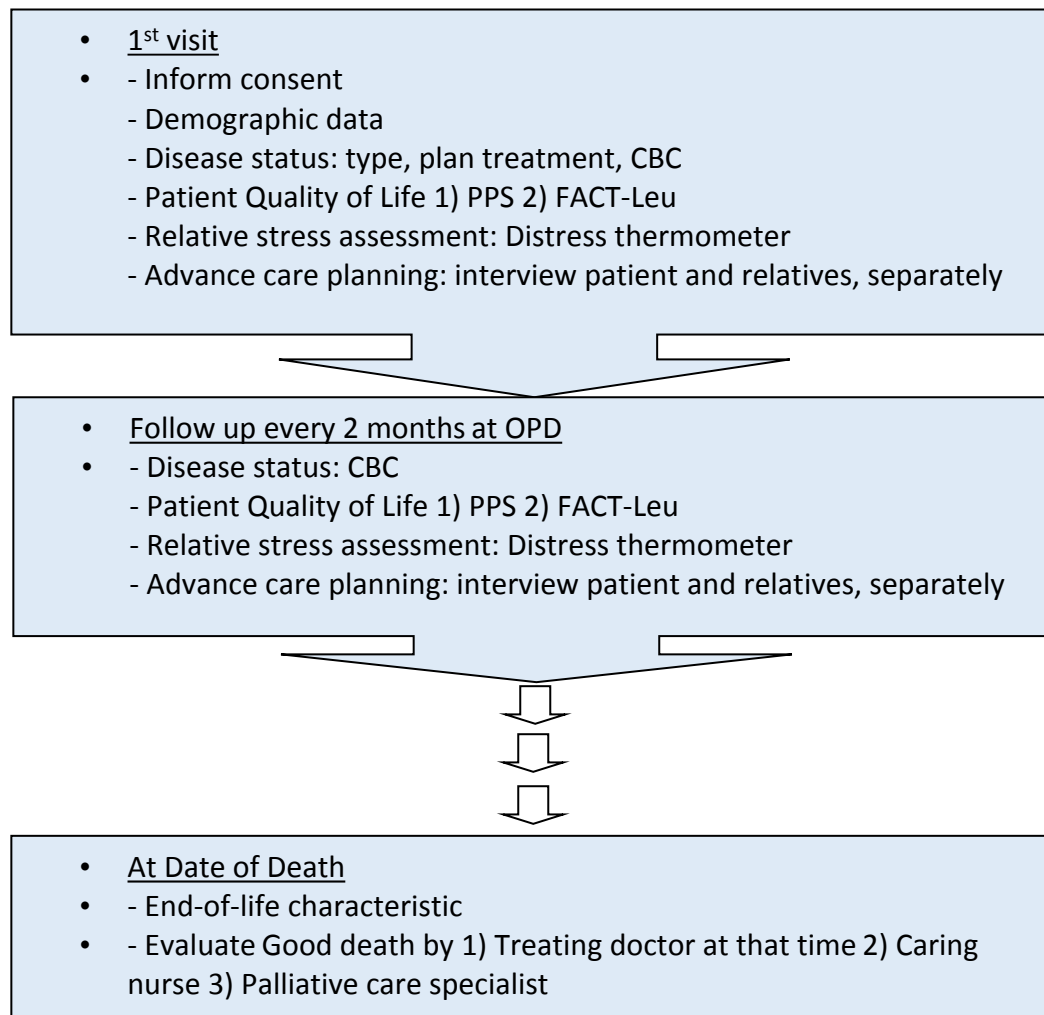 • 1st visit
• - Inform consent
- Demographic data
- Disease status: type, plan treatment, CBC
- Patient Quality of Life 1) PPS 2) FACT-Leu
- Relative stress assessment: Distress thermometer
- Advance care planning: interview patient and relatives, separately
• Follow up every 2 months at OPD
• - Disease status: CBC
- Patient Quality of Life 1) PPS 2) FACT-Leu
- Relative stress assessment: Distress thermometer
- Advance care planning: interview patient and relatives, separately
• At Date of Death
• - End-of-life characteristic
• - Evaluate Good death by 1) Treating doctor at that time 2) Caring
nurse 3) Palliative care specialist